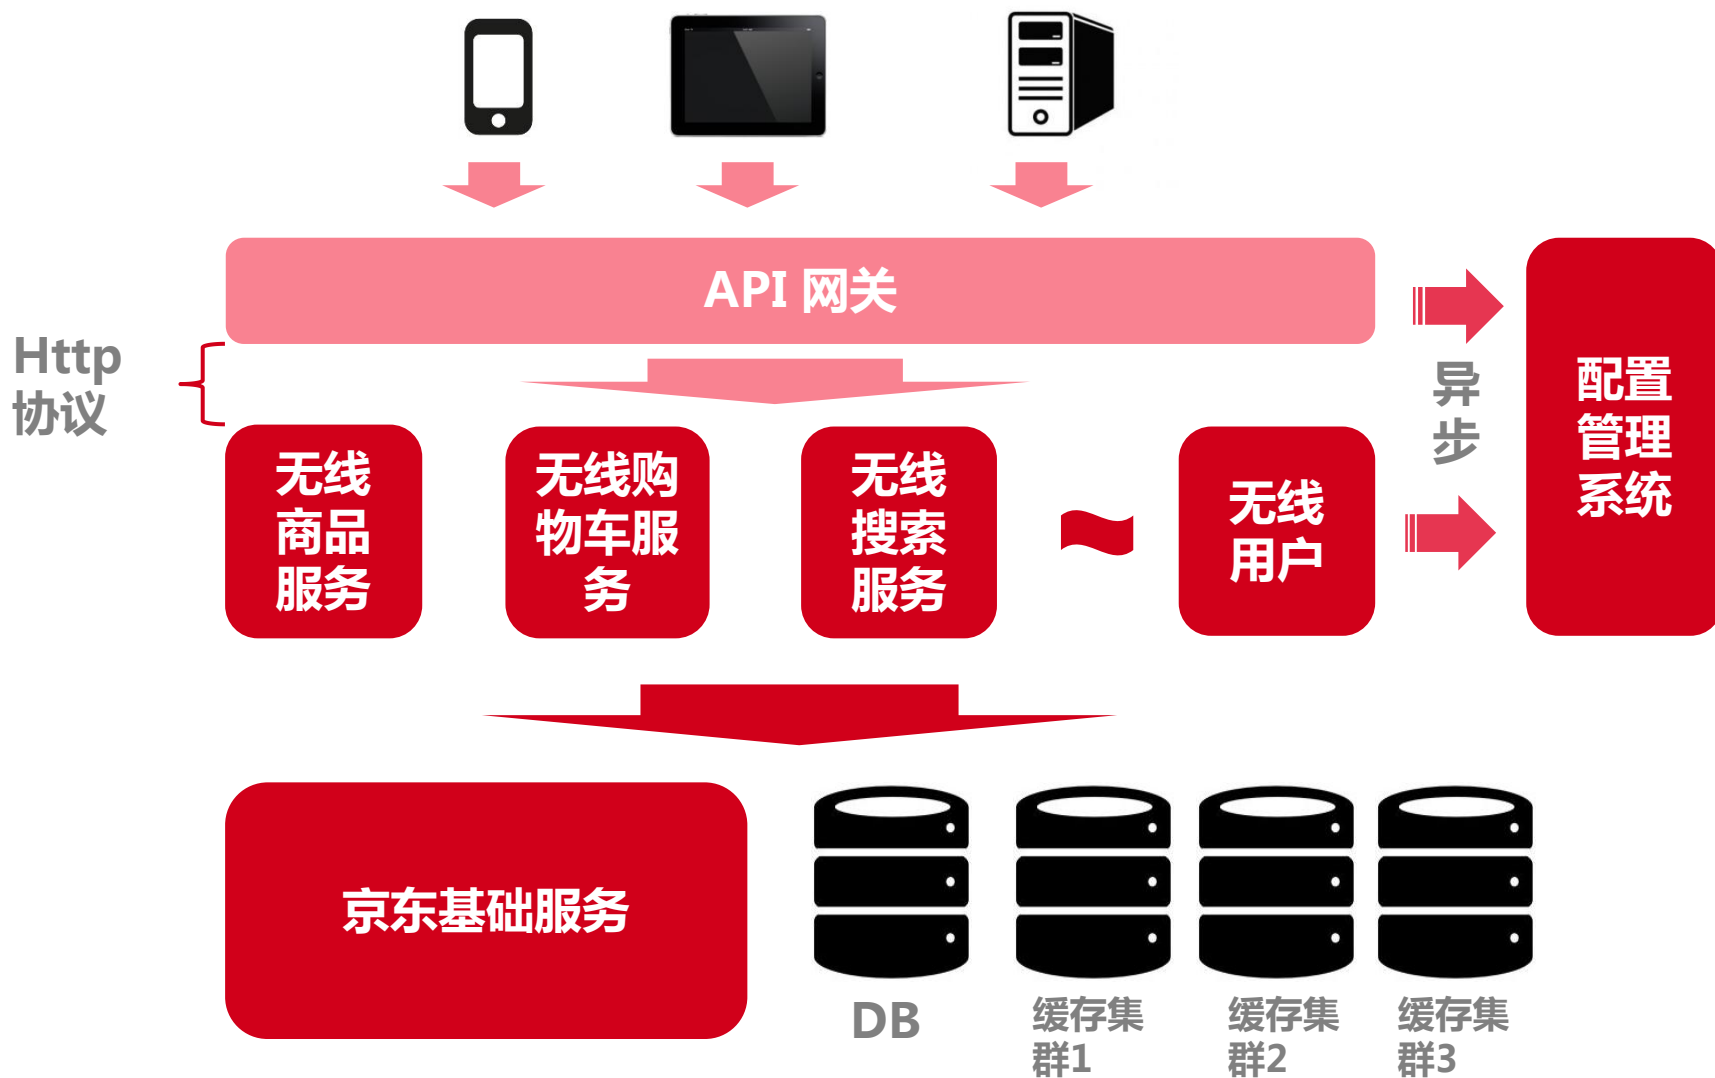 API 网关
Http
协议
异
步
配置
管理
系统
无线
商品
服务
无线购
物车服
务
无线
搜索
服务
无线
用户
京东基础服务
DB
缓存集
群1
缓存集
群2
缓存集
群3